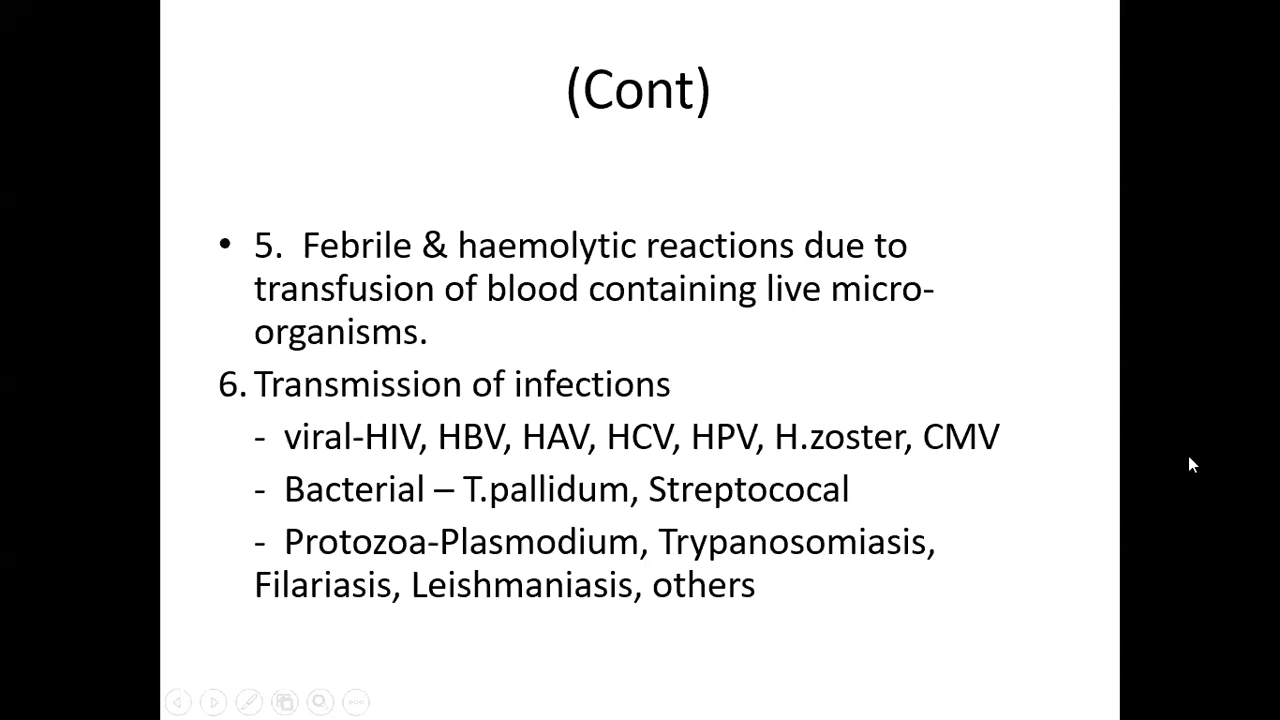 (Cont)
• 5. Febrile & haemolytic reactions due to
transfusion of blood containing live micro-
organisms.
6. Transmission of infections
- viral-HIV, HBV, HAV, HCV, HPV, H.zoster, CMV
- Bacterial – T.pallidum, Streptococal
- Protozoa-Plasmodium, Trypanosomiasis,
Filariasis, Leishmaniasis, others